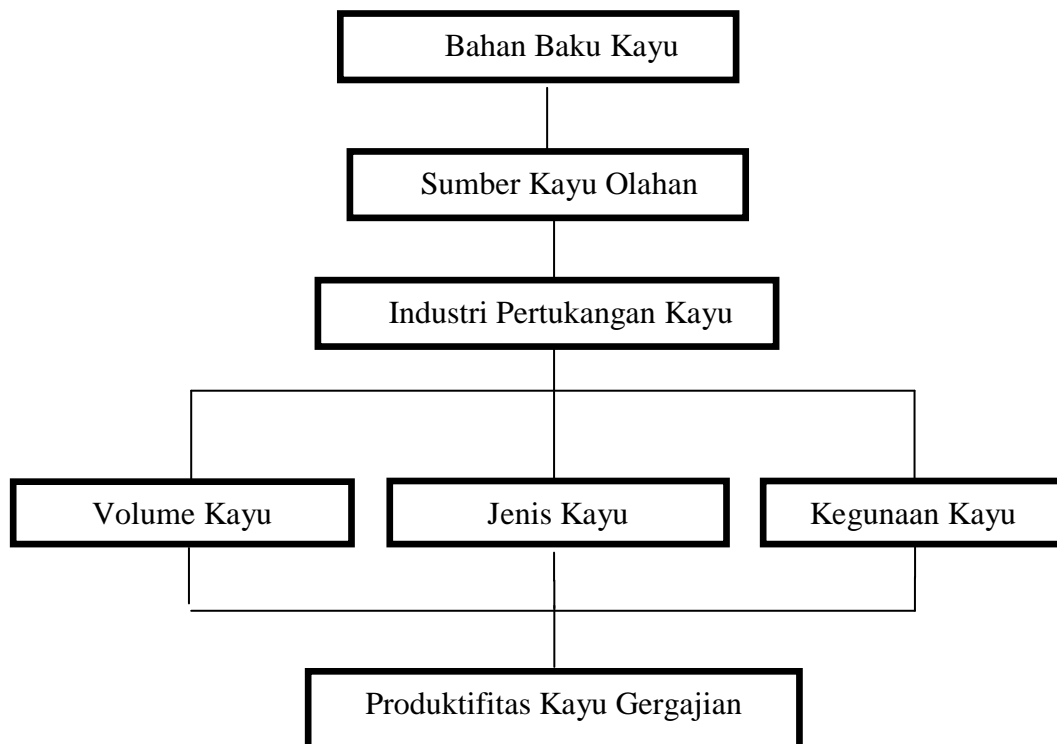 Bahan Baku Kayu
Sumber Kayu Olahan
Industri Pertukangan Kayu
Volume Kayu
Jenis Kayu
Kegunaan Kayu
Produktifitas Kayu Gergajian